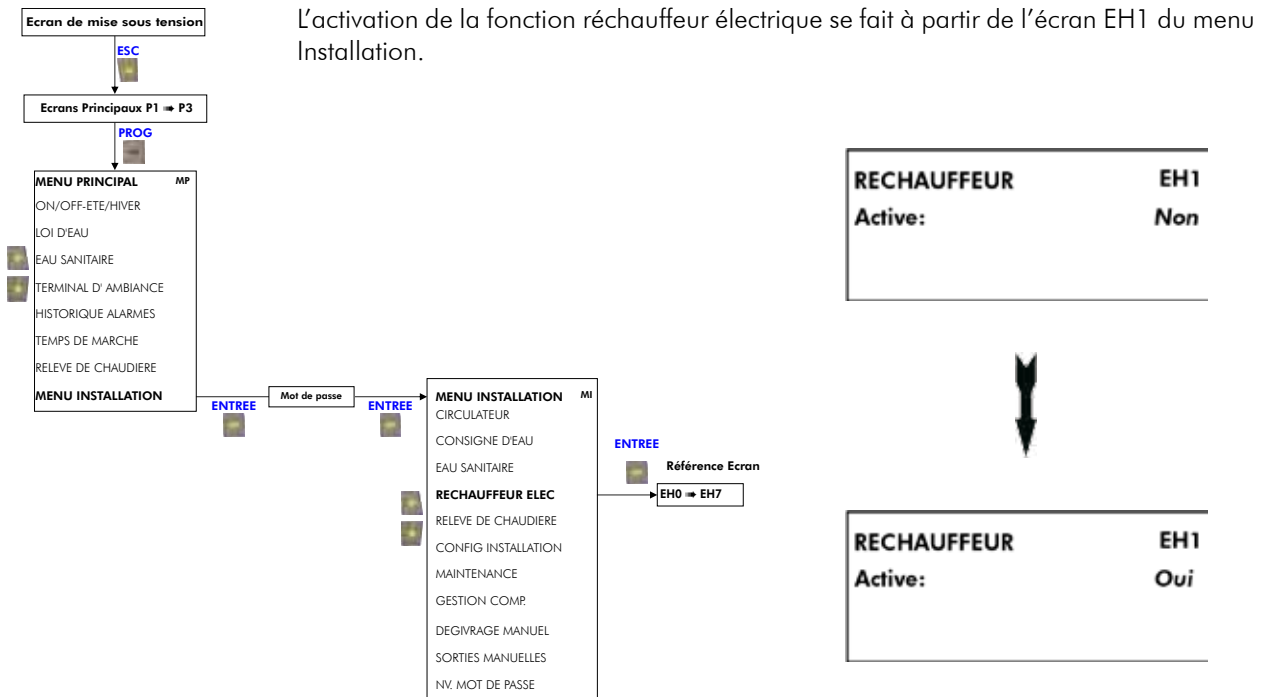 L'activation de la fonction réchauffeur électrique se fait à partir de l'écran EH1 du menu
Installation.
Ecran de mise sous tension
ESC
Ecrans Principaux P1 ➠ P3
PROG
MENU PRINCIPAL MP
ON/OFF-ETE/HIVER
LOI D'EAU
EAU SANITAIRE
TERMINAL D' AMBIANCE
HISTORIQUE ALARMES
TEMPS DE MARCHE
RELEVE DE CHAUDIERE
MENU INSTALLATION
ENTREE
Mot de passe
ENTREE
MENU INSTALLATION MI
CIRCULATEUR
CONSIGNE D'EAU
EAU SANITAIRE
RECHAUFFEUR ELEC
RELEVE DE CHAUDIERE
CONFIG INSTALLATION
MAINTENANCE
GESTION COMP.
DEGIVRAGE MANUEL
SORTIES MANUELLES
NV. MOT DE PASSE
ENTREE
Référence Ecran
EH0 ➠ EH7
RECHAUFFEUR EH1
Active: Non
RECHAUFFEUR EH1
Active: Oui